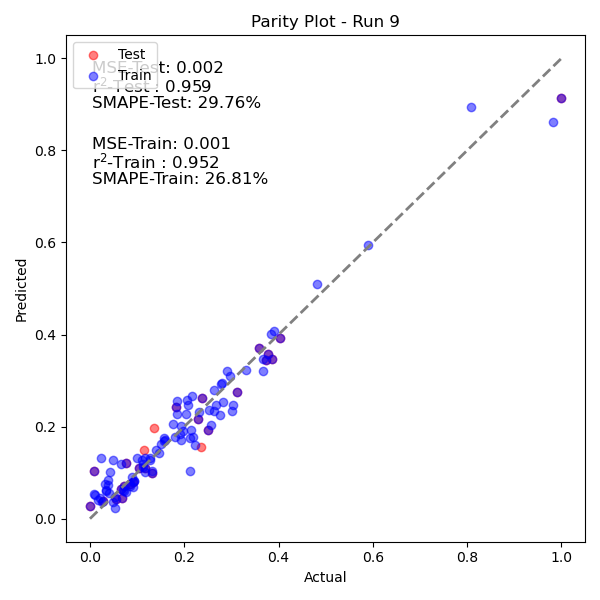 Parity Plot - Run 9
Test
Train
MSE-Test: 0.002
r²-Test : 0.959
SMAPE-Test: 29.76%
MSE-Train: 0.001
r²-Train : 0.952
SMAPE-Train: 26.81%
1.0
0.8
0.6
0.4
0.2
0.0
Predicted
0.0 0.2 0.4 0.6 0.8 1.0
Actual